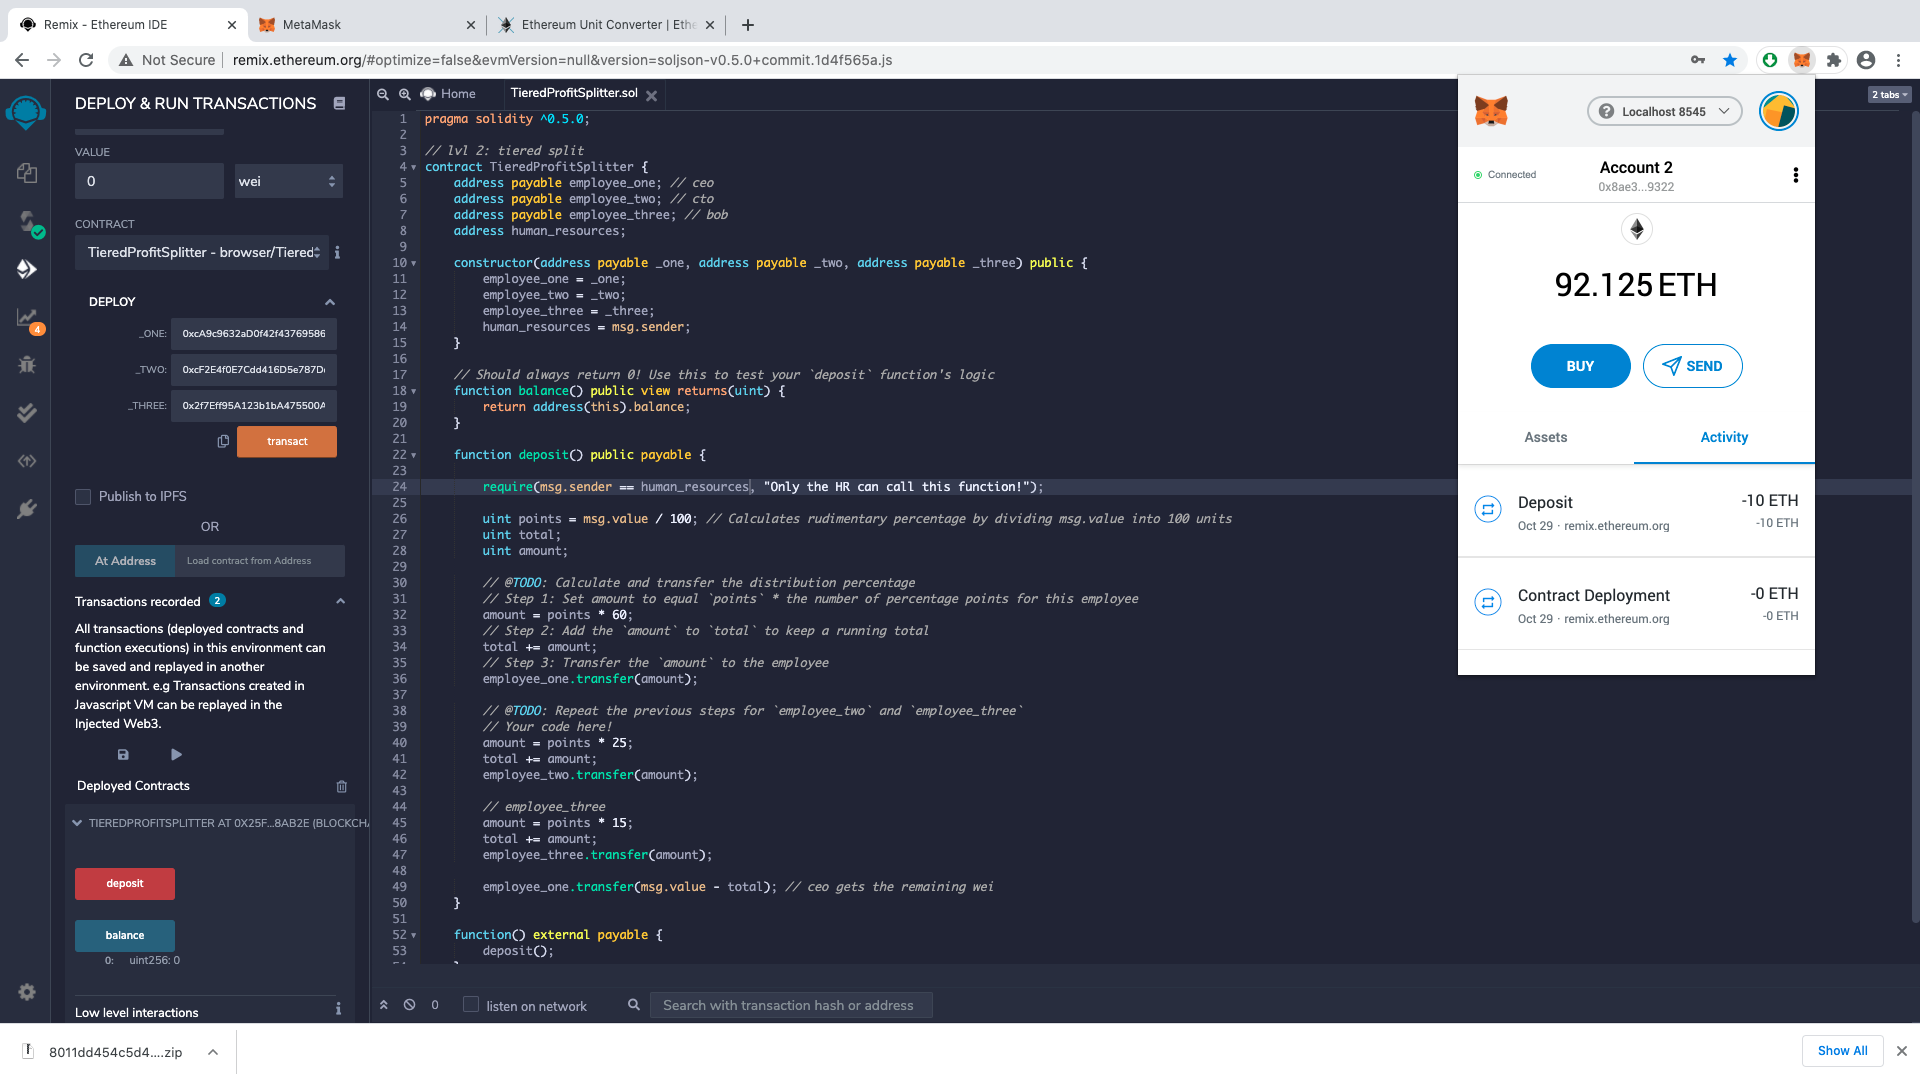 Remix - Ethereum IDE
MetaMask
Ethereum Unit Converter | Ethe
Not Secure | remix.ethereum.org/#optimize=false&evmVersion=null&version=soljson-v0.5.0+commit.1d4f565a.js
DEPLOY & RUN TRANSACTIONS
VALUE
0 wei
CONTRACT
TieredProfitSplitter - browser/Tiered
DEPLOY
_ONE: 0xcA9c9632aD0f42f43769586
_TWO: 0xcF2E4f0E7Cdd416D5e787D
_THREE: 0x2f7Eff95A123b1bA475500A
transact
Publish to IPFS
OR
At Address Load contract from Address
Transactions recorded 2
All transactions (deployed contracts and
function executions) in this environment can
be saved and replayed in another
environment. e.g Transactions created in
Javascript VM can be replayed in the
Injected Web3.
Deployed Contracts
TIEREDPROFITSPLITTER AT 0X25F...8AB2E (BLOCKCHA
deposit
balance
0: uint256: 0
Low level interactions
4
Home
TieredProfitSplitter.sol
2 tabs
1 pragma solidity ^0.5.0;
2
3 // lvl 2: tiered split
4 contract TieredProfitSplitter {
5 address payable employee_one; // ceo
6 address payable employee_two; // cto
7 address payable employee_three; // bob
8 address human_resources;
9
10 constructor(address payable _one, address payable _two, address payable _three) public {
11 employee_one = _one;
12 employee_two = _two;
13 employee_three = _three;
14 human_resources = msg.sender;
15 }
16
17 // Should always return 0! Use this to test your `deposit` function's logic
18 function balance() public view returns(uint) {
19 return address(this).balance;
20 }
21
22 function deposit() public payable {
23
24 require(msg.sender == human_resources, "Only the HR can call this function!");
25
26 uint points = msg.value / 100; // Calculates rudimentary percentage by dividing msg.value into 100 units
27 uint total;
28 uint amount;
29
30 // @TODO: Calculate and transfer the distribution percentage
31 // Step 1: Set amount to equal `points` * the number of percentage points for this employee
32 amount = points * 60;
33 // Step 2: Add the `amount` to `total` to keep a running total
34 total += amount;
35 // Step 3: Transfer the `amount` to the employee
36 employee_one.transfer(amount);
37
38 // @TODO: Repeat the previous steps for `employee_two` and `employee_three`
39 // Your code here!
40 amount = points * 25;
41 total += amount;
42 employee_two.transfer(amount);
43
44 // employee_three
45 amount = points * 15;
46 total += amount;
47 employee_three.transfer(amount);
48
49 employee_one.transfer(msg.value - total); // ceo gets the remaining wei
50 }
51
52 function() external payable {
53 deposit();
0 listen on network Search with transaction hash or address
Localhost 8545
Connected
Account 2
0x8ae3...9322
92.125 ETH
BUY SEND
Assets Activity
Deposit -10 ETH
Oct 29 · remix.ethereum.org -10 ETH
Contract Deployment -0 ETH
Oct 29 · remix.ethereum.org -0 ETH
8011dd454c5d4....zip
Show All